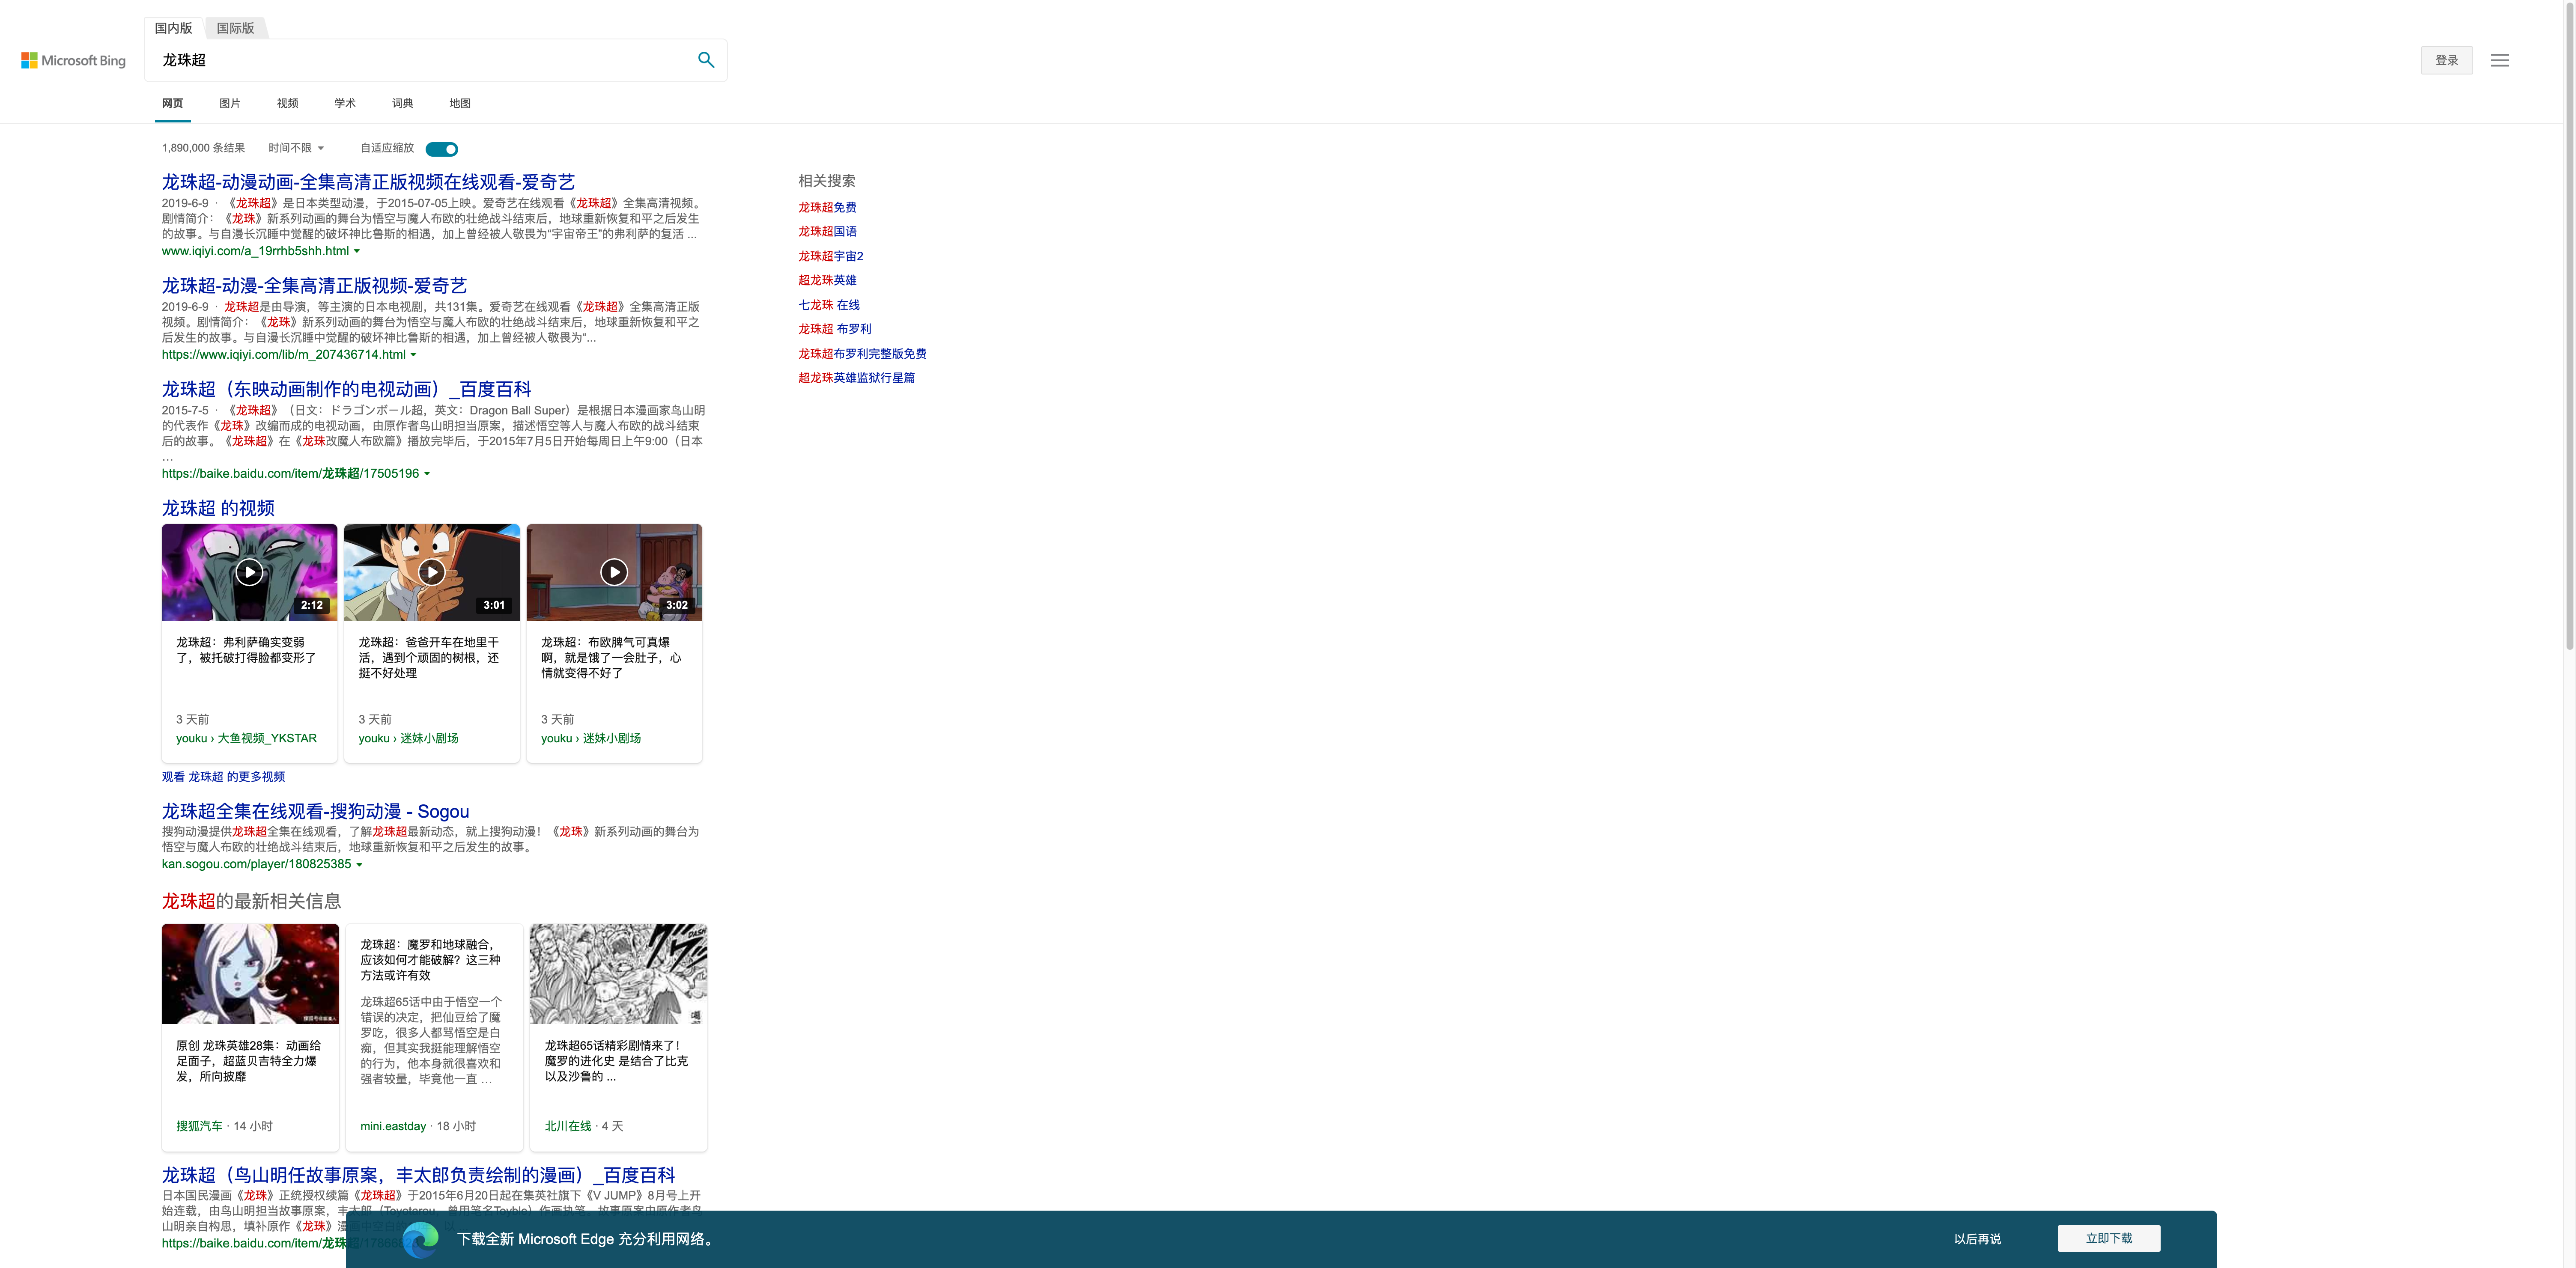 国内版
国际版
Microsoft Bing
龙珠超
登录
网页
图片
视频
学术
词典
地图
1,890,000 条结果
时间不限
自适应缩放
龙珠超-动漫动画-全集高清正版视频在线观看-爱奇艺
2019-6-9 · 《龙珠超》是日本类型动漫，于2015-07-05上映。爱奇艺在线观看《龙珠超》全集高清视频。
剧情简介：《龙珠》新系列动画的舞台为悟空与魔人布欧的壮绝战斗结束后，地球重新恢复和平之后发生
的故事。与自漫长沉睡中觉醒的破坏神比鲁斯的相遇，加上曾经被人敬畏为“宇宙帝王”的弗利萨的复活 ...
www.iqiyi.com/a_19rrhb5shh.html
龙珠超-动漫-全集高清正版视频-爱奇艺
2019-6-9 · 龙珠超是由导演，等主演的日本电视剧，共131集。爱奇艺在线观看《龙珠超》全集高清正版
视频。剧情简介：《龙珠》新系列动画的舞台为悟空与魔人布欧的壮绝战斗结束后，地球重新恢复和平之
后发生的故事。与自漫长沉睡中觉醒的破坏神比鲁斯的相遇，加上曾经被人敬畏为“...
https://www.iqiyi.com/lib/m_207436714.html
龙珠超（东映动画制作的电视动画）_百度百科
2015-7-5 · 《龙珠超》（日文：ドラゴンボール超，英文：Dragon Ball Super）是根据日本漫画家鸟山明
的代表作《龙珠》改编而成的电视动画，由原作者鸟山明担当原案，描述悟空等人与魔人布欧的战斗结束
后的故事。《龙珠超》在《龙珠改魔人布欧篇》播放完毕后，于2015年7月5日开始每周日上午9:00（日本
…
https://baike.baidu.com/item/龙珠超/17505196
龙珠超 的视频
2:12
3:01
3:02
龙珠超：弗利萨确实变弱
了，被托破打得脸都变形了
3 天前
youku › 大鱼视频_YKSTAR
龙珠超：爸爸开车在地里干
活，遇到个顽固的树根，还
挺不好处理
3 天前
youku › 迷妹小剧场
龙珠超：布欧脾气可真爆
啊，就是饿了一会肚子，心
情就变得不好了
3 天前
youku › 迷妹小剧场
观看 龙珠超 的更多视频
龙珠超全集在线观看-搜狗动漫 - Sogou
搜狗动漫提供龙珠超全集在线观看，了解龙珠超最新动态，就上搜狗动漫！《龙珠》新系列动画的舞台为
悟空与魔人布欧的壮绝战斗结束后，地球重新恢复和平之后发生的故事。
kan.sogou.com/player/180825385
龙珠超的最新相关信息
原创 龙珠英雄28集：动画给
足面子，超蓝贝吉特全力爆
发，所向披靡
搜狐汽车 · 14 小时
龙珠超：魔罗和地球融合，
应该如何才能破解？这三种
方法或许有效
龙珠超65话中由于悟空一个
错误的决定，把仙豆给了魔
罗吃，很多人都骂悟空是白
痴，但其实我挺能理解悟空
的行为，他本身就很喜欢和
强者较量，毕竟他一直 …
mini.eastday · 18 小时
龙珠超65话精彩剧情来了！
魔罗的进化史 是结合了比克
以及沙鲁的 ...
北川在线 · 4 天
龙珠超（鸟山明任故事原案，丰太郎负责绘制的漫画）_百度百科
日本国民漫画《龙珠》正统授权续篇《龙珠超》于2015年6月20日起在集英社旗下《V JUMP》8月号上开
始连载，由鸟山明担当故事原案，丰太郎（Toyotarou，曾用笔名Toyble）作画执笔，故事原案由原作者鸟
山明亲自构思，填补原作《龙珠》漫
https://baike.baidu.com/item/龙珠
相关搜索
龙珠超免费
龙珠超国语
龙珠超宇宙2
超龙珠英雄
七龙珠 在线
龙珠超 布罗利
龙珠超布罗利完整版免费
超龙珠英雄监狱行星篇
下载全新 Microsoft Edge 充分利用网络。
以后再说
立即下载